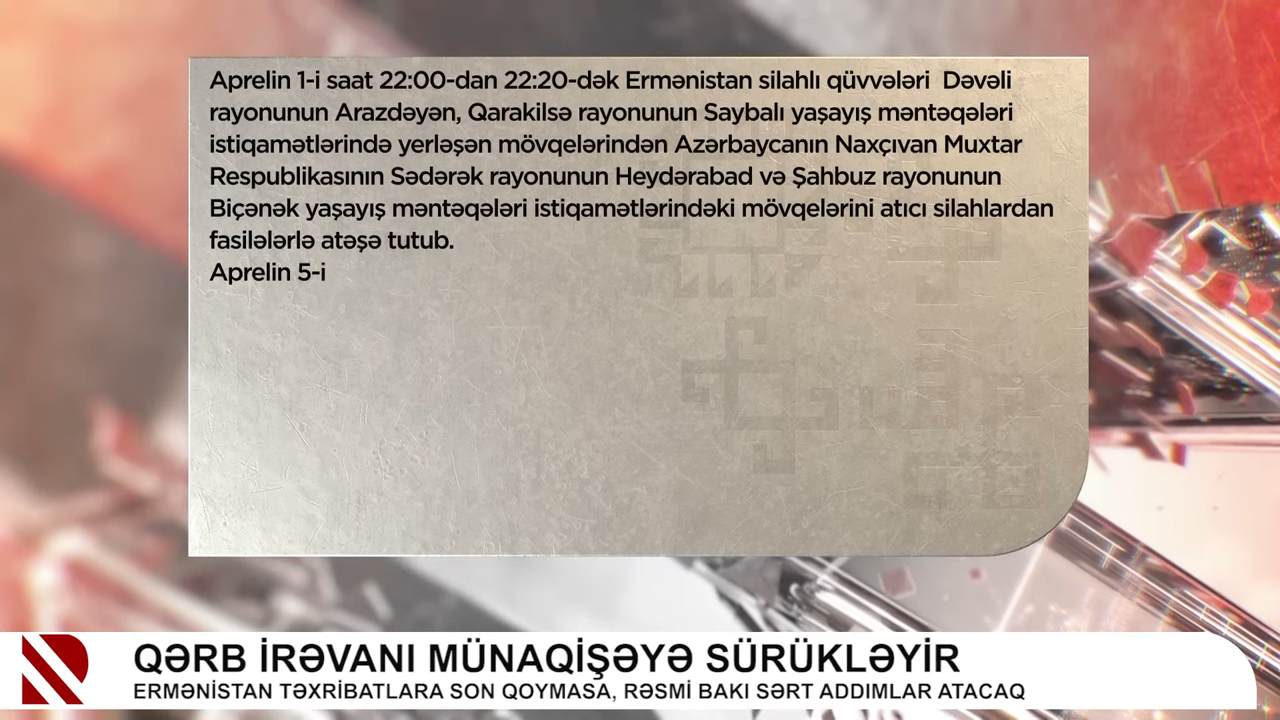 Aprelin 1-i saat 22:00-dan 22:20-dək Ermənistan silahlı qüvvələri Dəvəli
rayonunun Arazdəyən, Qarakilsə rayonunun Saybalı yaşayış məntəqələri
istiqamətlərində yerləşən mövqelərindən Azərbaycanın Naxçıvan Muxtar
Respublikasının Sədərək rayonunun Heydərabad və Şahbuz rayonunun
Biçənək yaşayış məntəqələri istiqamətlərindəki mövqelərini atıcı silahlardan
fasilələrlə atəşə tutub.
Aprelin 5-i
QƏRB İRƏVANI MÜNAQİŞƏYƏ SÜRÜKLƏYİR
ERMƏNİSTAN TƏXRİBATLARA SON QOYMASA, RƏSMİ BAKI SƏRT ADDIMLAR ATACAQ